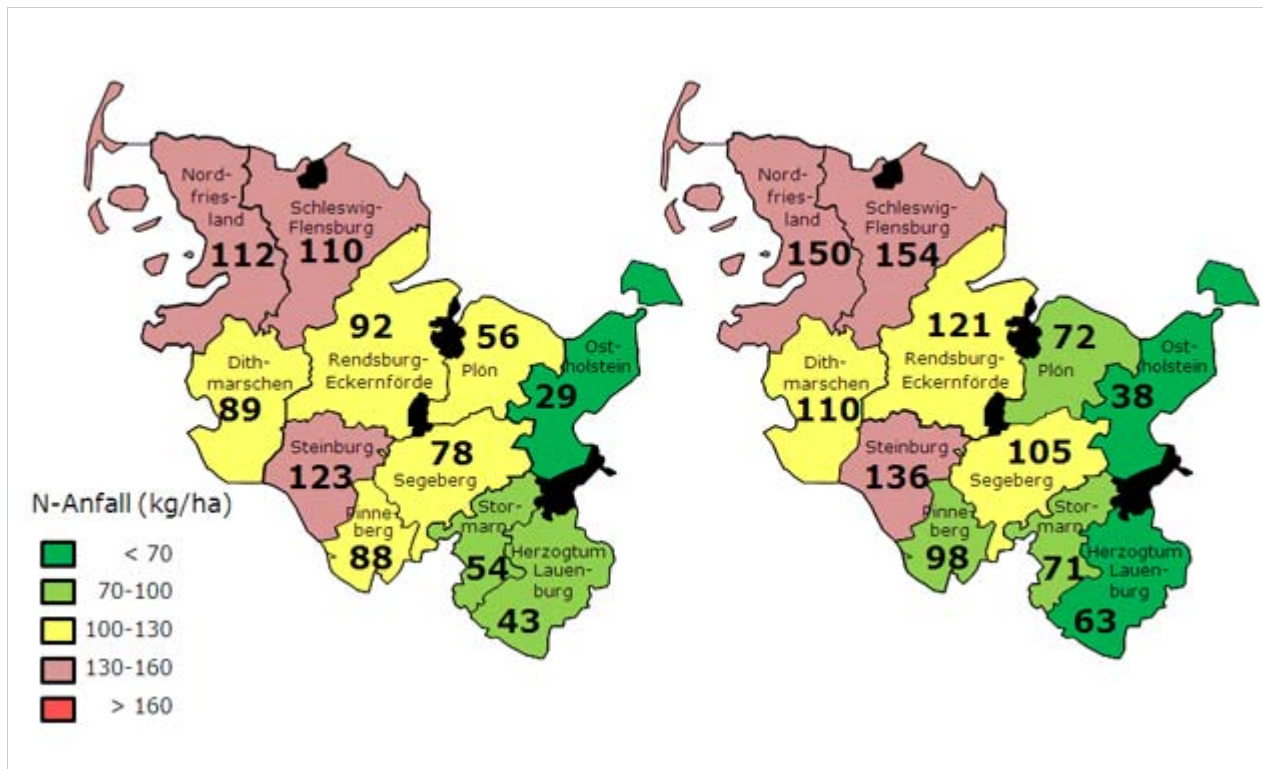 Nord-
fries-
land
112
Schleswig-
Flensburg
110
92
Rendsburg-
Eckernförde
56
Plön
Ost-
holstein
29
Dith-
marschen
89
Steinburg
123
78
Segeberg
Pinne-
berg
88
Stor-
marn
54
Herzogtum
Lauen-
burg
43
Nord-
fries-
land
150
Schleswig-
Flensburg
154
121
Rendsburg-
Eckernförde
72
Plön
Ost-
holstein
38
Dith-
marschen
110
Steinburg
136
105
Segeberg
Pinne-
berg
98
Stor-
marn
71
Herzogtum
Lauen-
burg
63
N-Anfall (kg/ha)
< 70
70-100
100-130
130-160
> 160